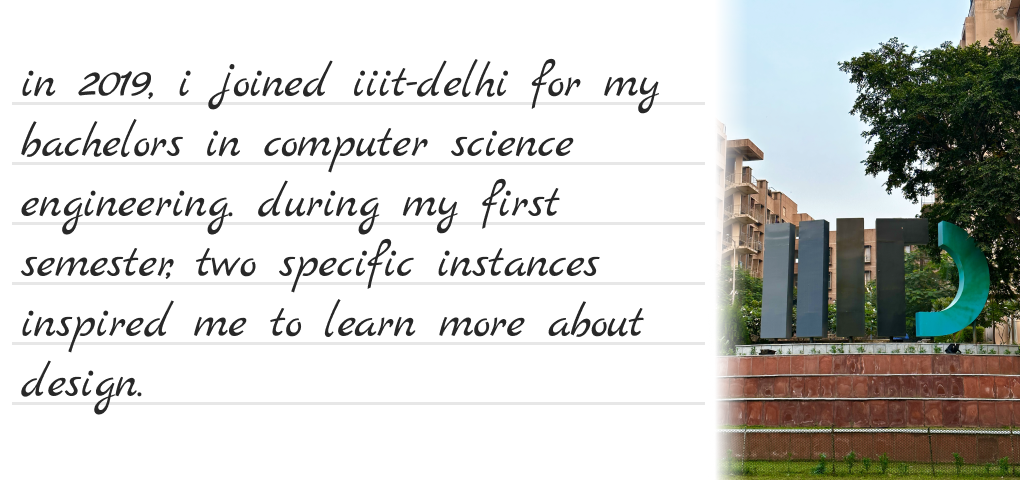 in 2019, i joined iiit-delhi for my
bachelors in computer science
engineering. during my first
semester, two specific instances
inspired me to learn more about
design.